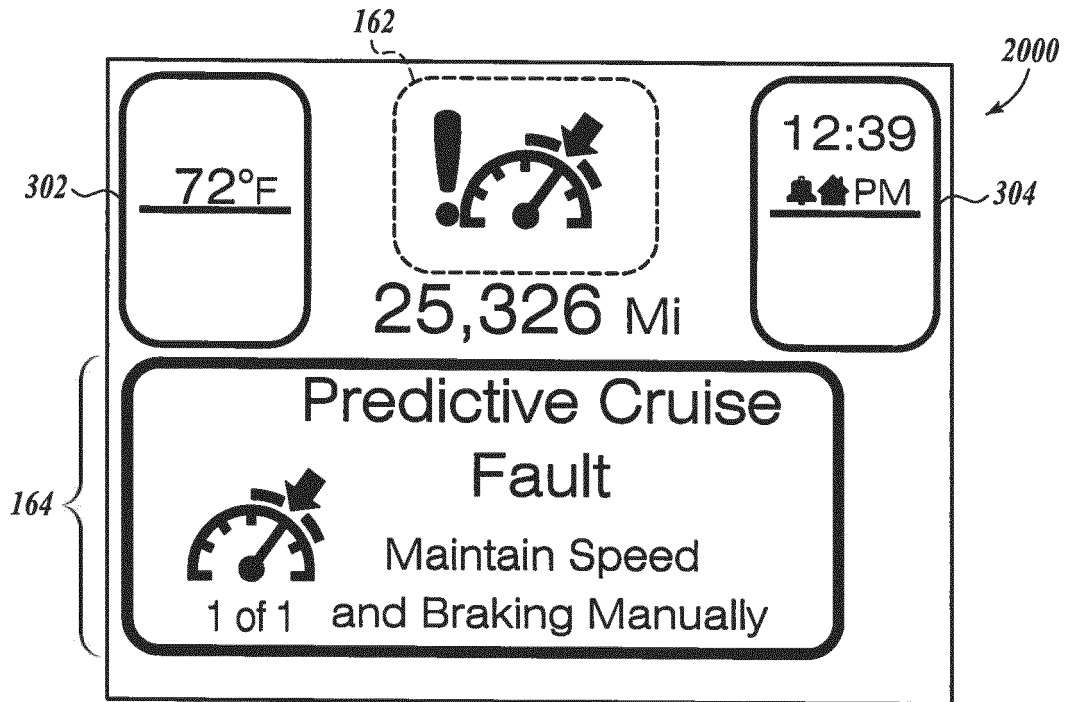 162
2000
302
72°F
12:39
PM
304
25,326 Mi
164
Predictive Cruise
Fault
Maintain Speed
1 of 1 and Braking Manually